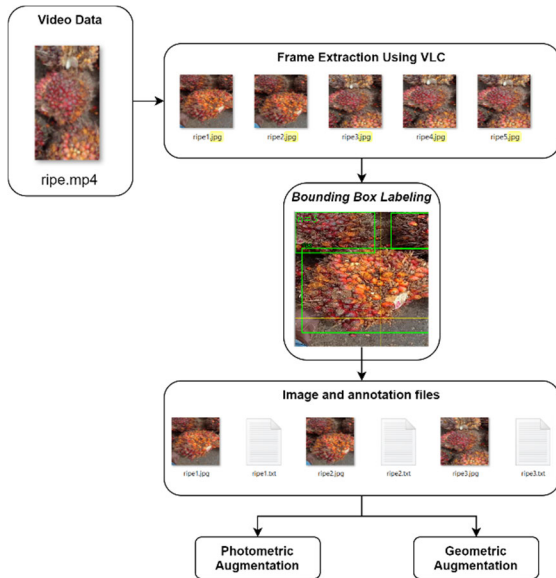 Video Data
ripe.mp4
Frame Extraction Using VLC
ripe1.jpg ripe2.jpg ripe3.jpg ripe4.jpg ripe5.jpg
Bounding Box Labeling
Image and annotation files
ripe1.jpg ripe1.txt ripe2.jpg ripe2.txt ripe3.jpg ripe3.txt
Photometric
Augmentation
Geometric
Augmentation